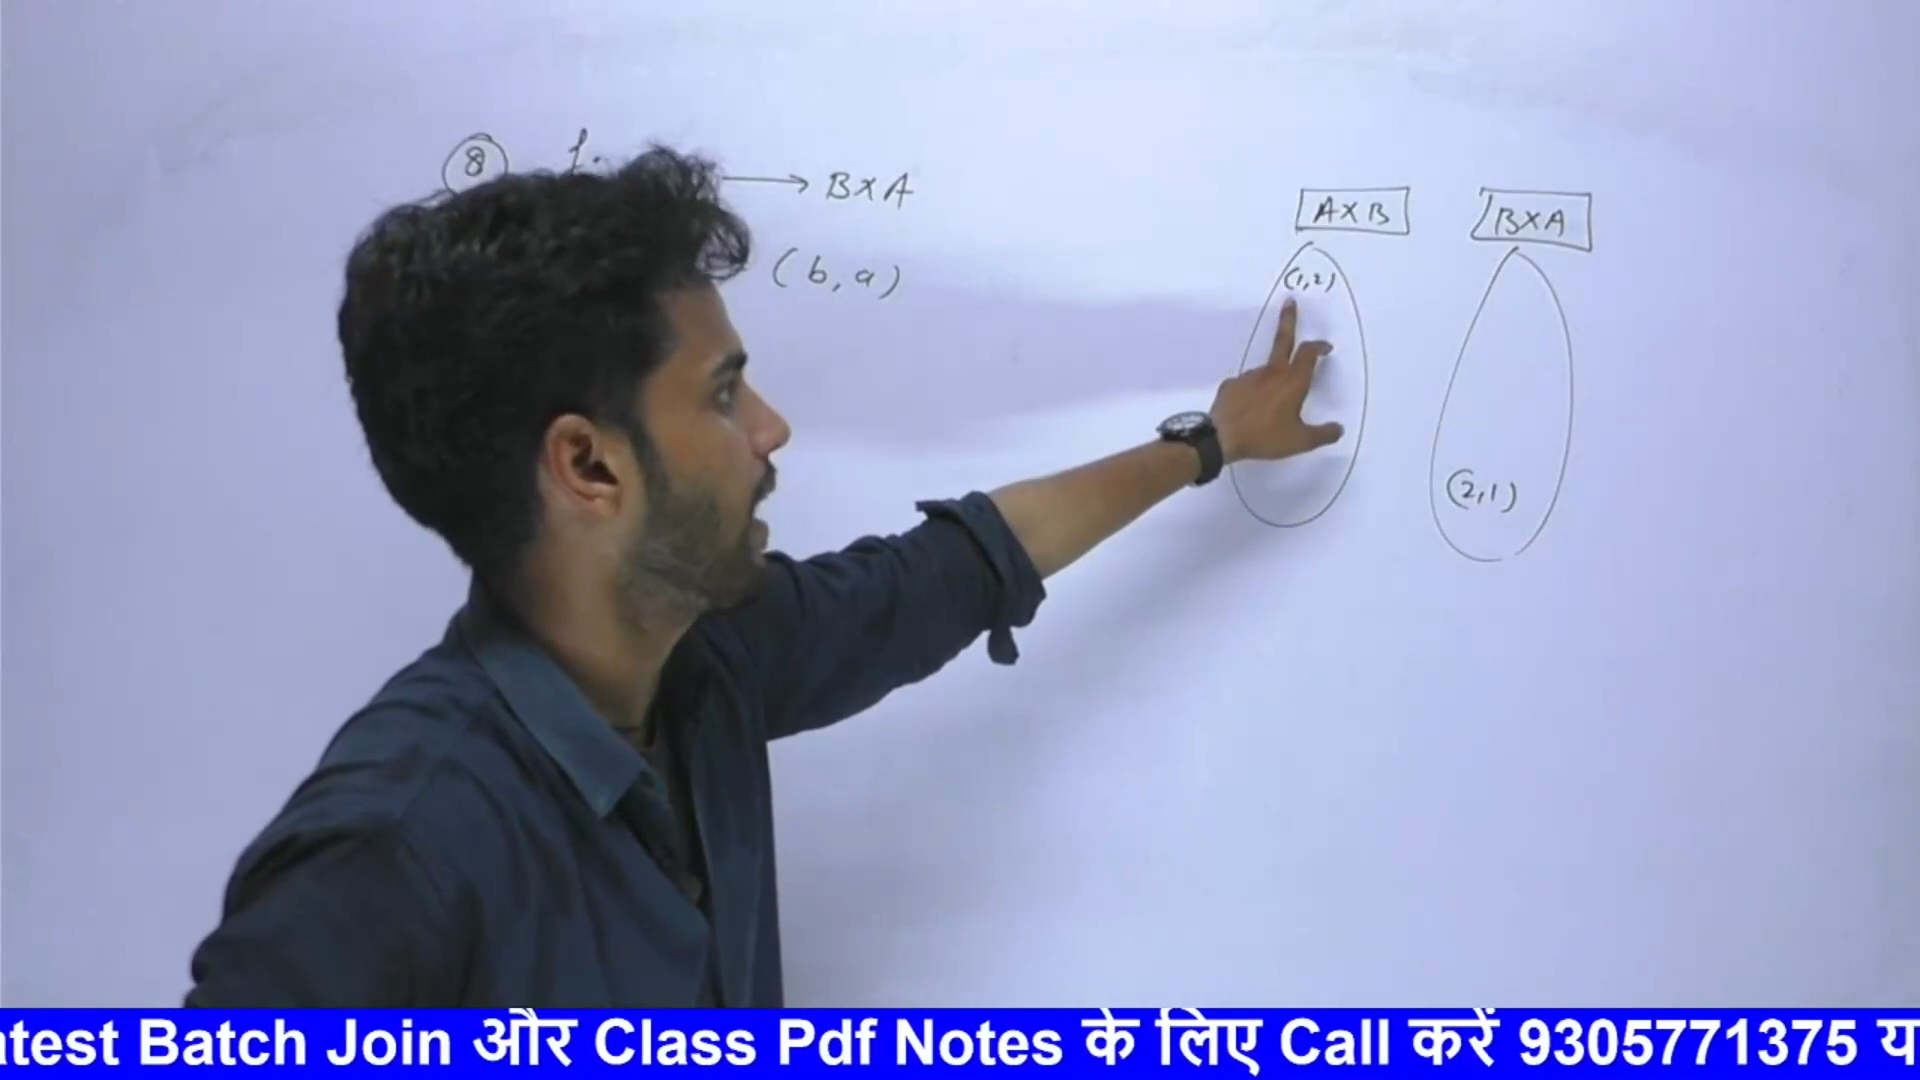 8 f: → B×A
(b, a)
A×B B×A
(1,2)
(2,1)
atest Batch Join और Class Pdf Notes के लिए Call करें 9305771375 य